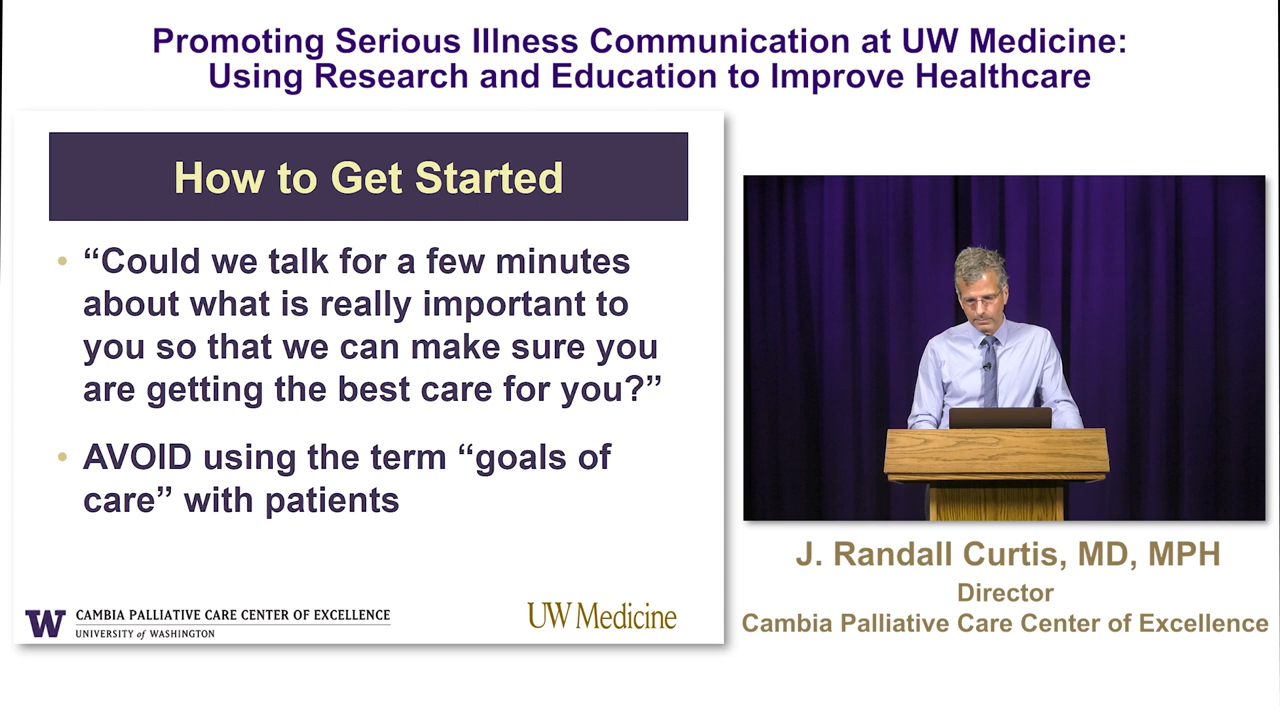 Promoting Serious Illness Communication at UW Medicine:
Using Research and Education to Improve Healthcare
How to Get Started
• “Could we talk for a few minutes
about what is really important to
you so that we can make sure you
are getting the best care for you?”
• AVOID using the term “goals of
care” with patients
W CAMBIA PALLIATIVE CARE CENTER OF EXCELLENCE
UNIVERSITY of WASHINGTON
UW Medicine
J. Randall Curtis, MD, MPH
Director
Cambia Palliative Care Center of Excellence